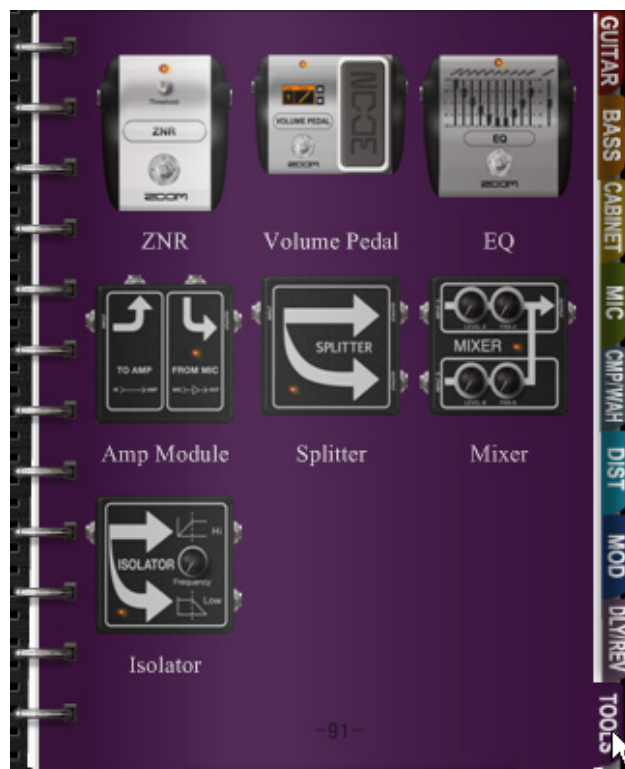 GUITAR
BASS
CABINET
MIC
CMP/WAH
DIST
MOD
DLY/REV
TOOLS
Threshold
ZNR
ZOOM
ZNR
VOLUME PEDAL
ZOOM
Volume Pedal
EQ
ZOOM
EQ
TO AMP
FROM MIC
Amp Module
SPLITTER
Splitter
LEVEL A
PAN A
MIXER
LEVEL B
PAN B
Mixer
Hi
ISOLATOR
Frequency
Low
Isolator
-91-